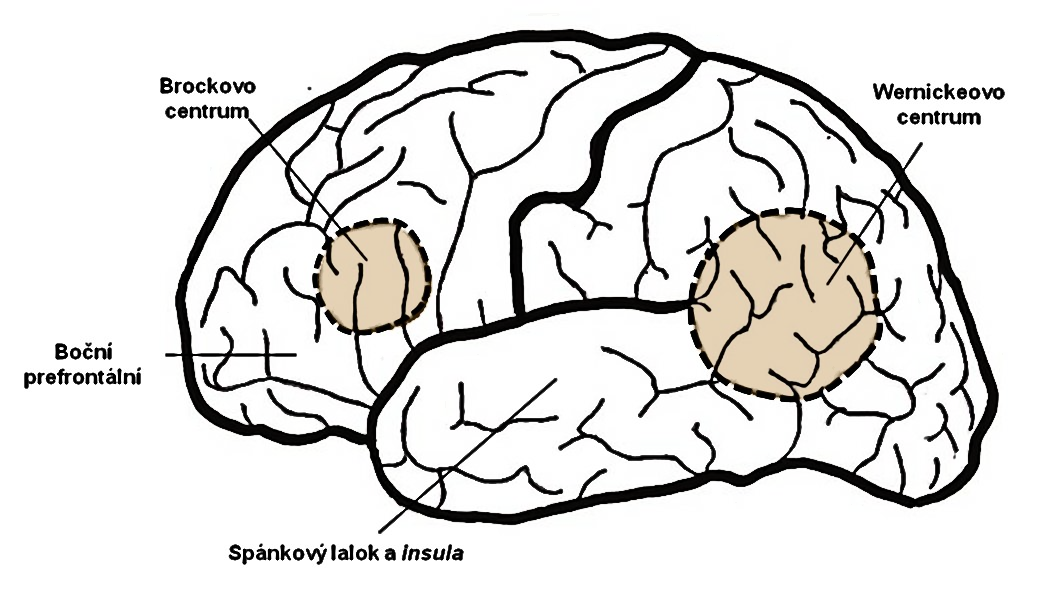 Brockovo
centrum
Wernickeovo
centrum
Boční
prefrontální
Spánkový lalok a insula